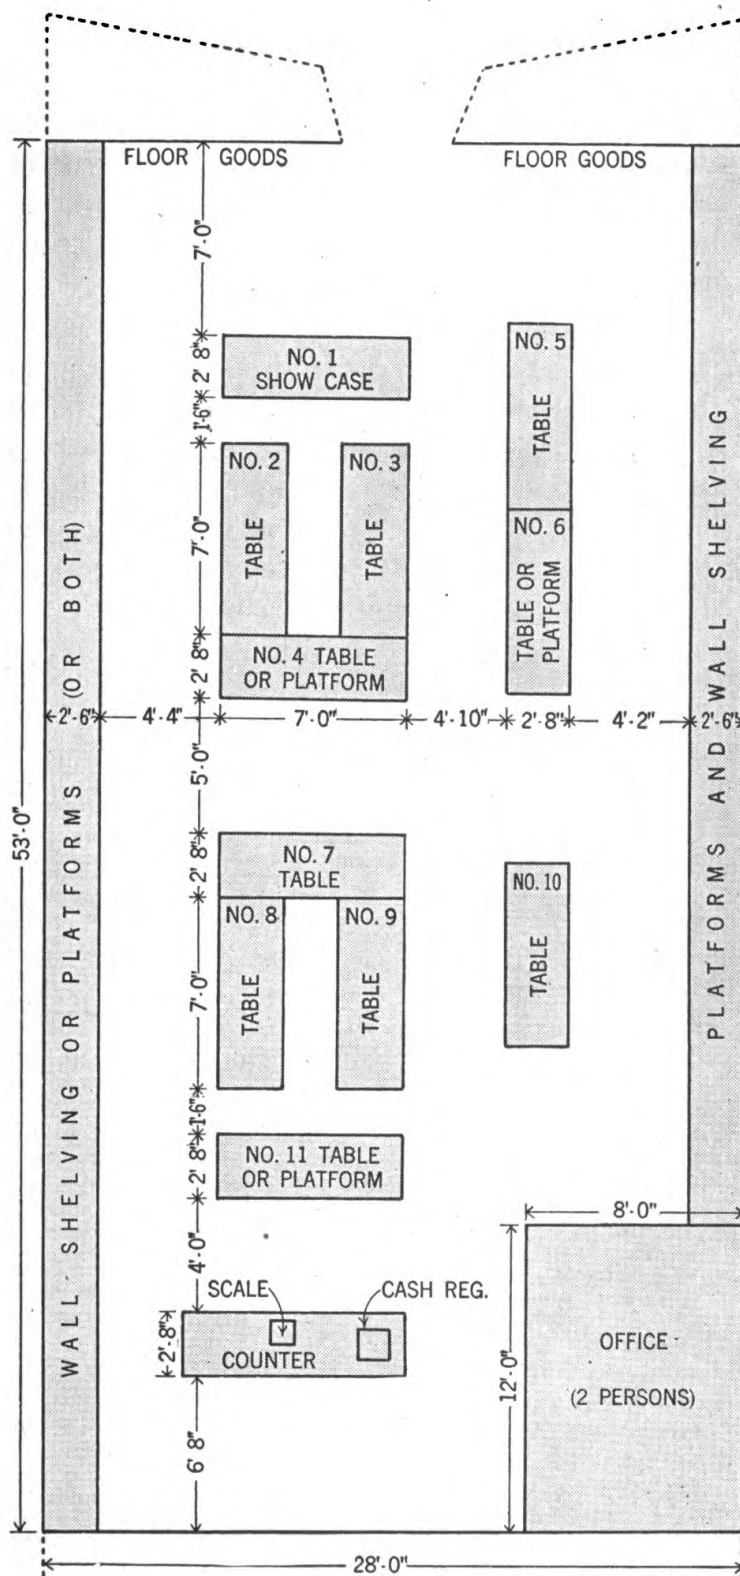 FLOOR GOODS
FLOOR GOODS
7'-0"
NO. 1
SHOW CASE
2' 8"
1'-6"
NO. 5
TABLE
NO. 2
TABLE
NO. 3
TABLE
7'-0"
NO. 6
TABLE OR
PLATFORM
NO. 4 TABLE
OR PLATFORM
2' 8"
2'-6"
4'-4"
7'-0"
4'-10"
2'-8"
4'-2"
2'-6"
WALL SHELVING OR PLATFORMS (OR BOTH)
PLATFORMS AND WALL SHELVING
53'-0"
5'-0"
NO. 7
TABLE
2' 8"
NO. 8
TABLE
NO. 9
TABLE
7'-0"
NO. 10
TABLE
1'-6"
NO. 11 TABLE
OR PLATFORM
2' 8"
8'-0"
4'-0"
SCALE
CASH REG.
COUNTER
2'-8"
OFFICE
(2 PERSONS)
12'-0"
6' 8"
28'-0"